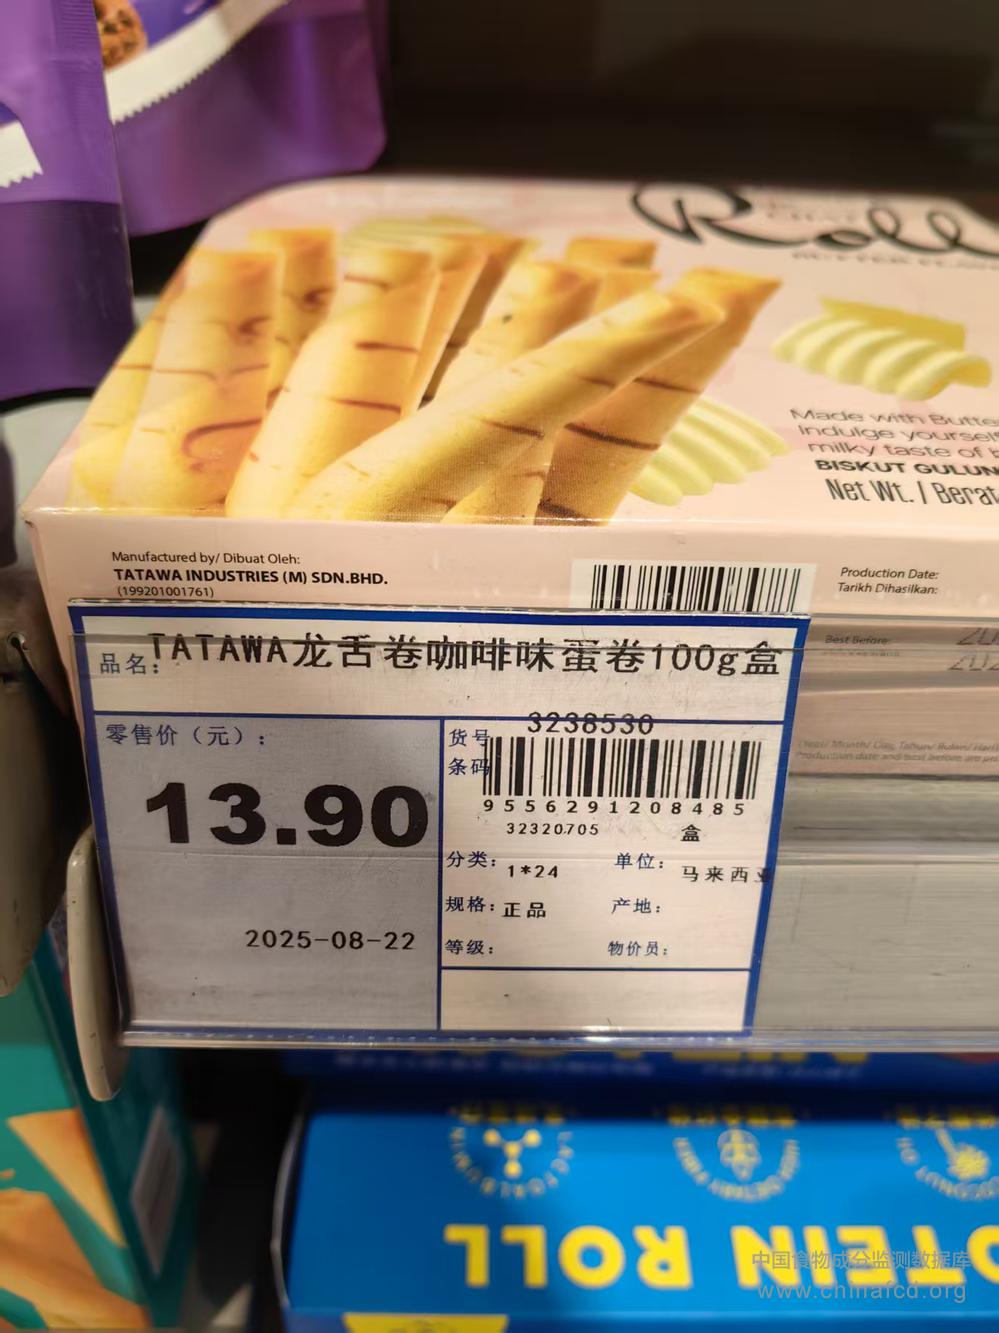 Roll
Made with Butte
Indulge yourself
milky taste of b
BISKUT GULUN
Net Wt. / Berat
Manufactured by/ Dibuat Oleh:
TATAWA INDUSTRIES (M) SDN.BHD.
(199201001761)
Production Date:
Tarikh Dihasilkan:
Best Before:
品名：TATAWA龙舌卷咖啡味蛋卷100g盒
零售价（元）：
13.90
2025-08-22
货号
3238530
条码
9556291208485
32320705 盒
分类：1*24 单位：马来西亚
规格：正品 产地：
等级： 物价员：
OTEIN ROLL
中国食物成分监测数据库
www.chinafcd.org